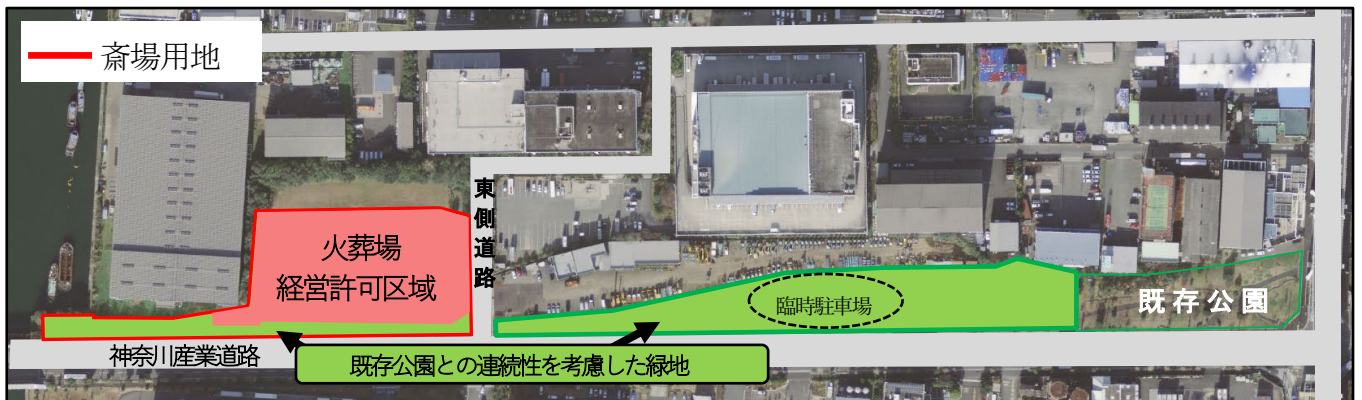 斎場用地
火葬場
経営許可区域
東側道路
臨時駐車場
既存公園
神奈川産業道路
既存公園との連続性を考慮した緑地